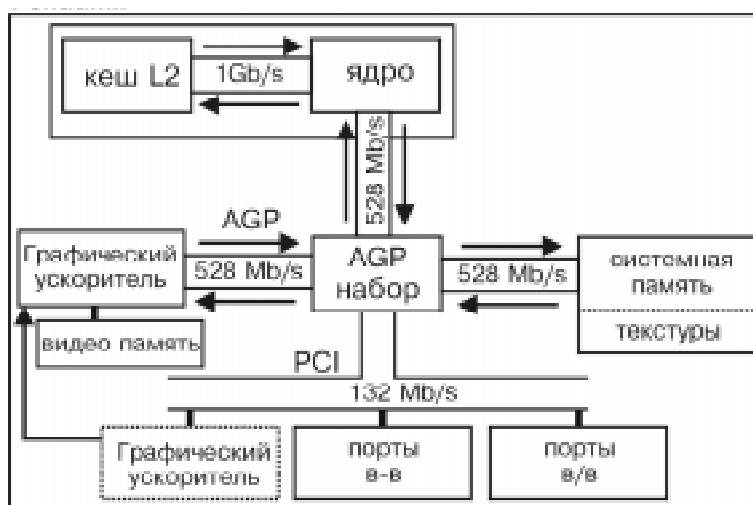 кеш L2
1Gb/s
ядро
528 Mb/s
AGP
Графический
ускоритель
528 Mb/s
AGP
набор
528 Mb/s
системная
память
текстуры
видео память
PCI
132 Mb/s
Графический
ускоритель
порты
в-в
порты
в/в